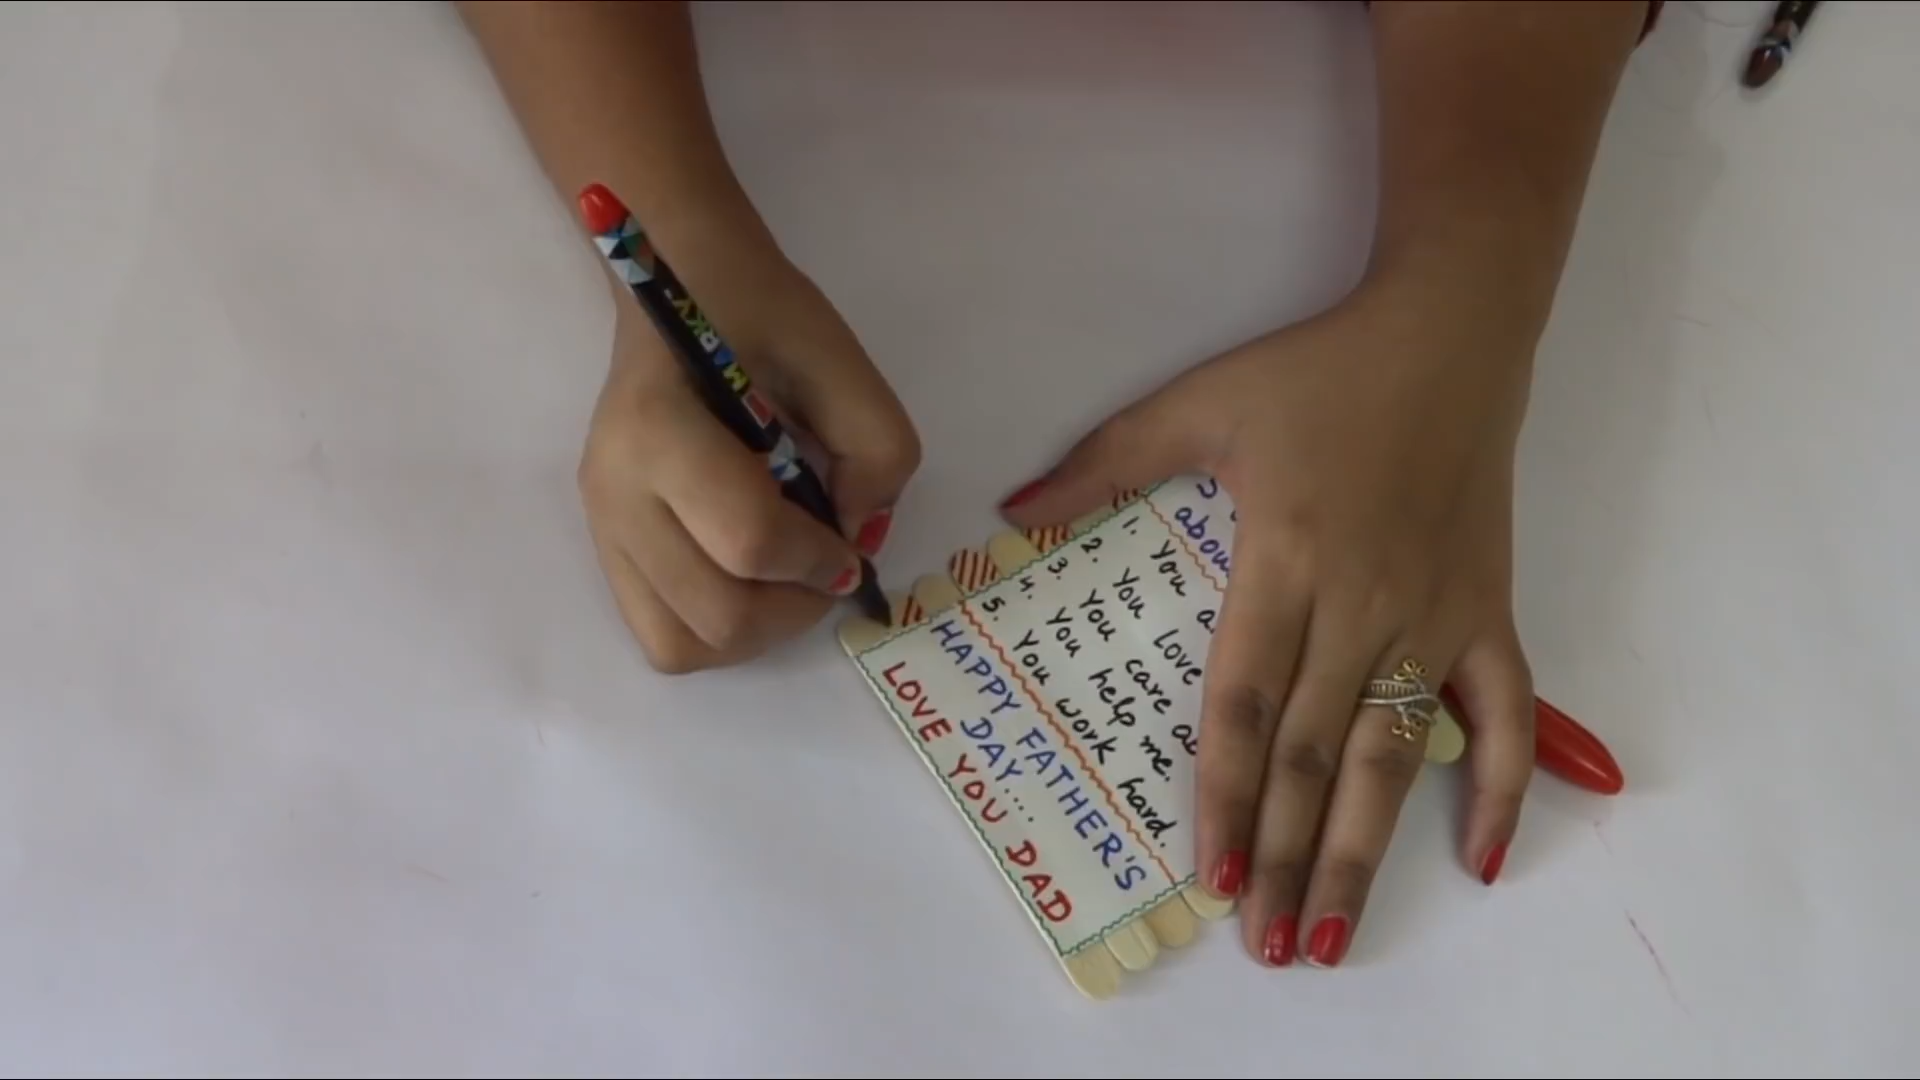 abou
1. You a
2. You love
3. You care
4. You help me.
5. You work hard.
HAPPY FATHER'S
DAY....
LOVE YOU DAD
MARKY